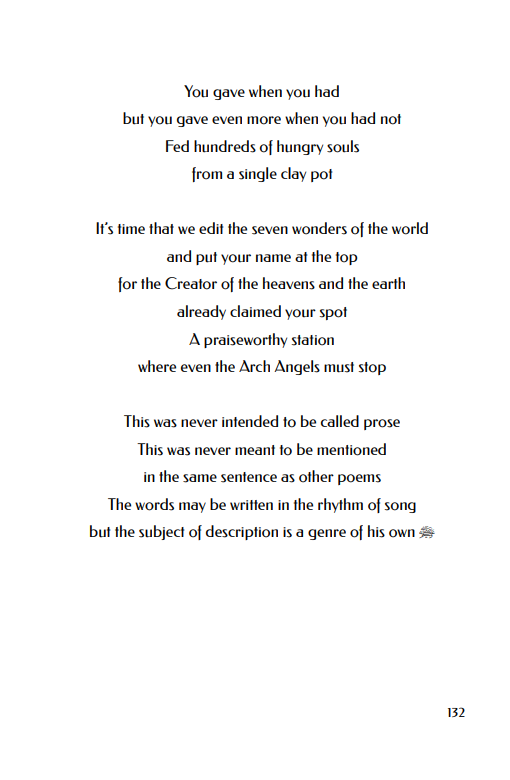 You gave when you had
but you gave even more when you had not
Fed hundreds of hungry souls
from a single clay pot
It's time that we edit the seven wonders of the world
and put your name at the top
for the Creator of the heavens and the earth
already claimed your spot
A praiseworthy station
where even the Arch Angels must stop
This was never intended to be called prose
This was never meant to be mentioned
in the same sentence as other poems
The words may be written in the rhythm of song
but the subject of description is a genre of his own ﷺ
132